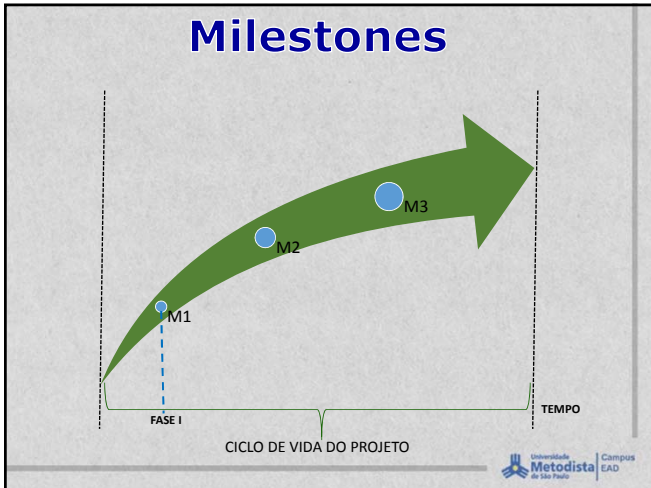 Milestones
M3
M2
M1
FASE I
TEMPO
CICLO DE VIDA DO PROJETO
Universidade
Metodista
de São Paulo
Campus
EAD